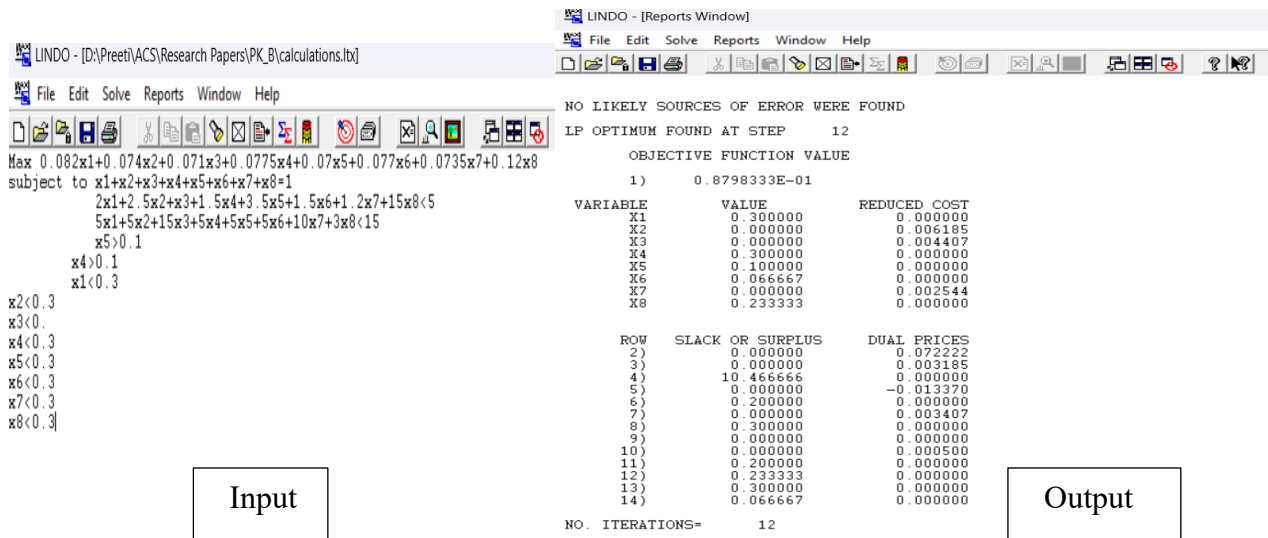 LINDO - [D:\Preeti\ACS\Research Papers\PK_B\calculations.ltx]
File Edit Solve Reports Window Help
Max 0.082x1+0.074x2+0.071x3+0.0775x4+0.07x5+0.077x6+0.0735x7+0.12x8
subject to x1+x2+x3+x4+x5+x6+x7+x8=1
2x1+2.5x2+x3+1.5x4+3.5x5+1.5x6+1.2x7+15x8<5
5x1+5x2+15x3+5x4+5x5+5x6+10x7+3x8<15
x5>0.1
x4>0.1
x1<0.3
x2<0.3
x3<0.
x4<0.3
x5<0.3
x6<0.3
x7<0.3
x8<0.3
Input
LINDO - [Reports Window]
File Edit Solve Reports Window Help
NO LIKELY SOURCES OF ERROR WERE FOUND
LP OPTIMUM FOUND AT STEP 12
OBJECTIVE FUNCTION VALUE
1) 0.8798333E-01
VARIABLE VALUE REDUCED COST
X1 0.300000 0.000000
X2 0.000000 0.006185
X3 0.000000 0.004407
X4 0.300000 0.000000
X5 0.100000 0.000000
X6 0.066667 0.000000
X7 0.000000 0.002544
X8 0.233333 0.000000
ROW SLACK OR SURPLUS DUAL PRICES
2) 0.000000 0.072222
3) 0.000000 0.003185
4) 10.466666 0.000000
5) 0.000000 -0.013370
6) 0.200000 0.000000
7) 0.000000 0.003407
8) 0.300000 0.000000
9) 0.000000 0.000000
10) 0.000000 0.000500
11) 0.200000 0.000000
12) 0.233333 0.000000
13) 0.300000 0.000000
14) 0.066667 0.000000
NO. ITERATIONS= 12
Output